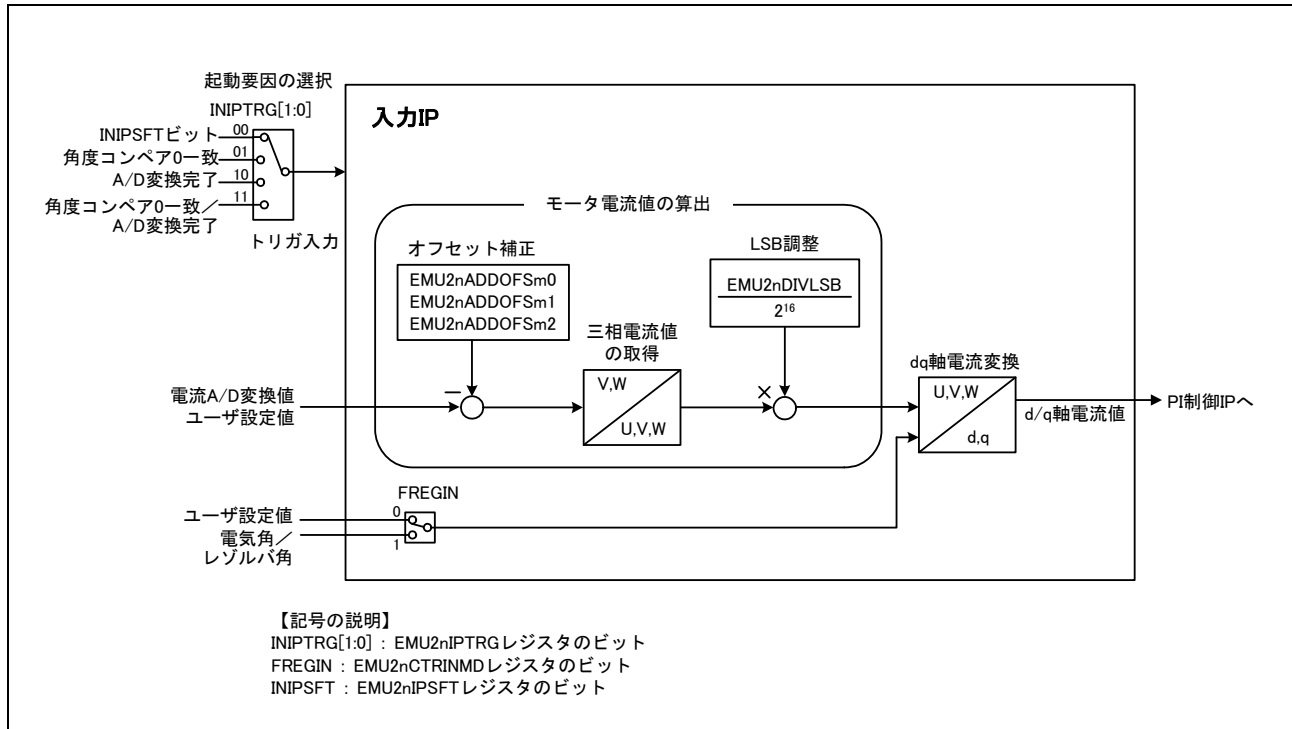 起動要因の選択
INIPTRG[1:0]
INIPSFTビット 00
角度コンペア0一致 01
A/D変換完了 10
角度コンペア0一致／ 11
A/D変換完了
トリガ入力
入力IP
モータ電流値の算出
オフセット補正
EMU2nADDOFSm0
EMU2nADDOFSm1
EMU2nADDOFSm2
LSB調整
EMU2nDIVLSB
2¹⁶
三相電流値
の取得
V,W
U,V,W
電流A/D変換値
ユーザ設定値
－
×
dq軸電流変換
U,V,W
d,q
d/q軸電流値
PI制御IPへ
FREGIN
ユーザ設定値 0
電気角／ 1
レゾルバ角
【記号の説明】
INIPTRG[1:0] : EMU2nIPTRGレジスタのビット
FREGIN : EMU2nCTRINMDレジスタのビット
INIPSFT : EMU2nIPSFTレジスタのビット